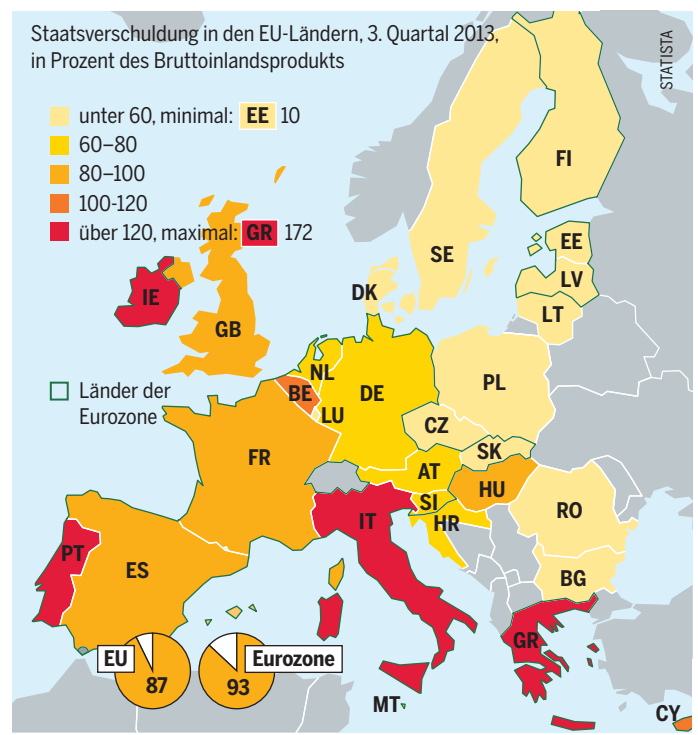 Staatsverschuldung in den EU-Ländern, 3. Quartal 2013,
in Prozent des Bruttoinlandsprodukts
STATISTA
unter 60, minimal: EE 10
60–80
80–100
100-120
über 120, maximal: GR 172
Länder der
Eurozone
FI
SE
EE
LV
LT
DK
IE
GB
NL
BE
LU
DE
PL
CZ
SK
AT
HU
SI
HR
RO
BG
FR
IT
PT
ES
GR
MT
CY
EU
87
Eurozone
93